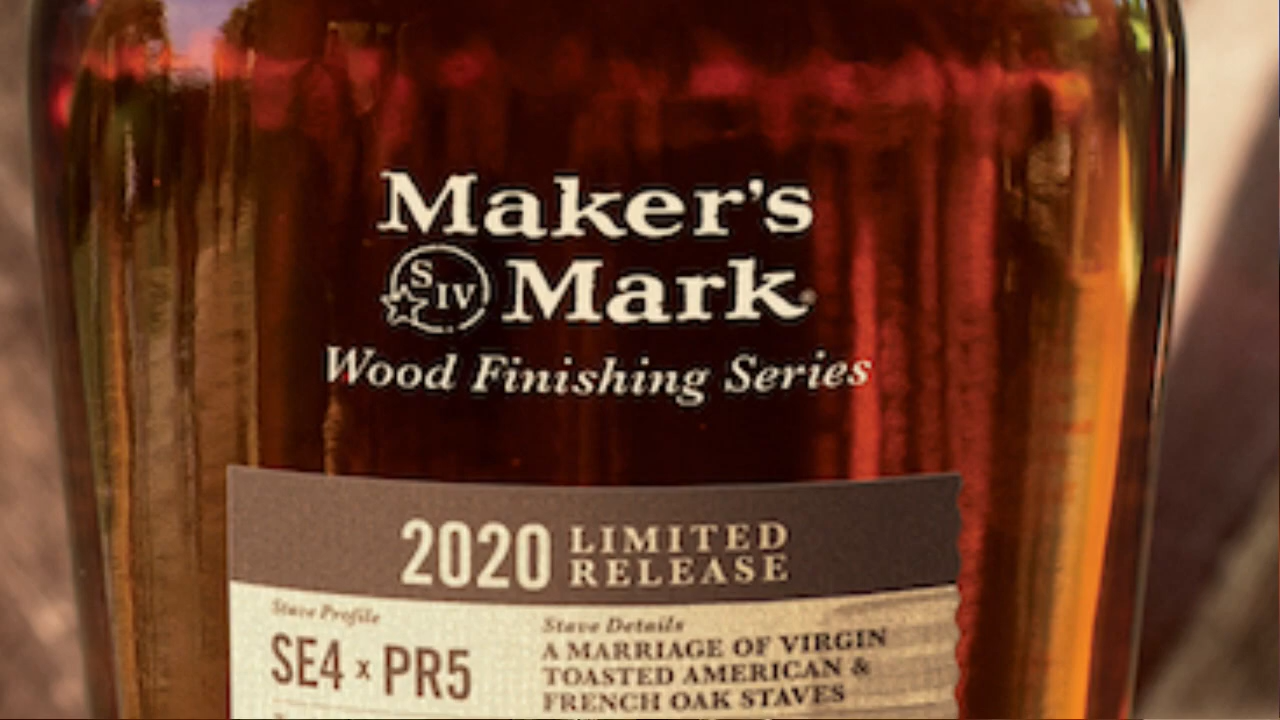 Maker's
S IV Mark®
Wood Finishing Series
2020 LIMITED
RELEASE
Stave Profile
SE4 x PR5
Stave Details
A MARRIAGE OF VIRGIN
TOASTED AMERICAN &
FRENCH OAK STAVES